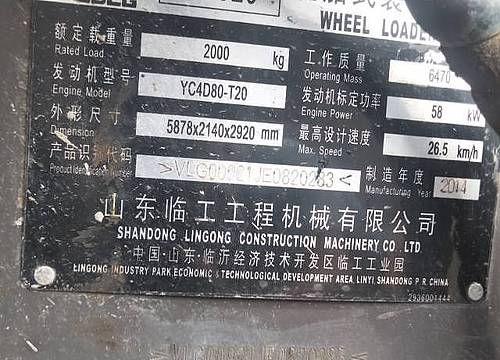 WHEEL LOADER
额定载重量 2000 kg 工作质量 6470
Rated Load Operating Mass
发动机型号 YC4D80-T20 发动机标定功率 58 kW
Engine Model Engine Power
外形尺寸 5878x2140x2920 mm 最高设计速度 26.5 km/h
Dimension Max. Speed
产品识别代码 制造年度 2014
Product Identification Number Manufacturing Year
山东临工工程机械有限公司
SHANDONG LINGONG CONSTRUCTION MACHINERY CO. LTD
中国·山东·临沂经济技术开发区临工工业园
LINGONG INDUSTRY PARK,ECONOMIC & TECHNOLOGICAL DEVELOPMENT AREA, LINYI, SHANDONG P.R.CHINA
2936001444